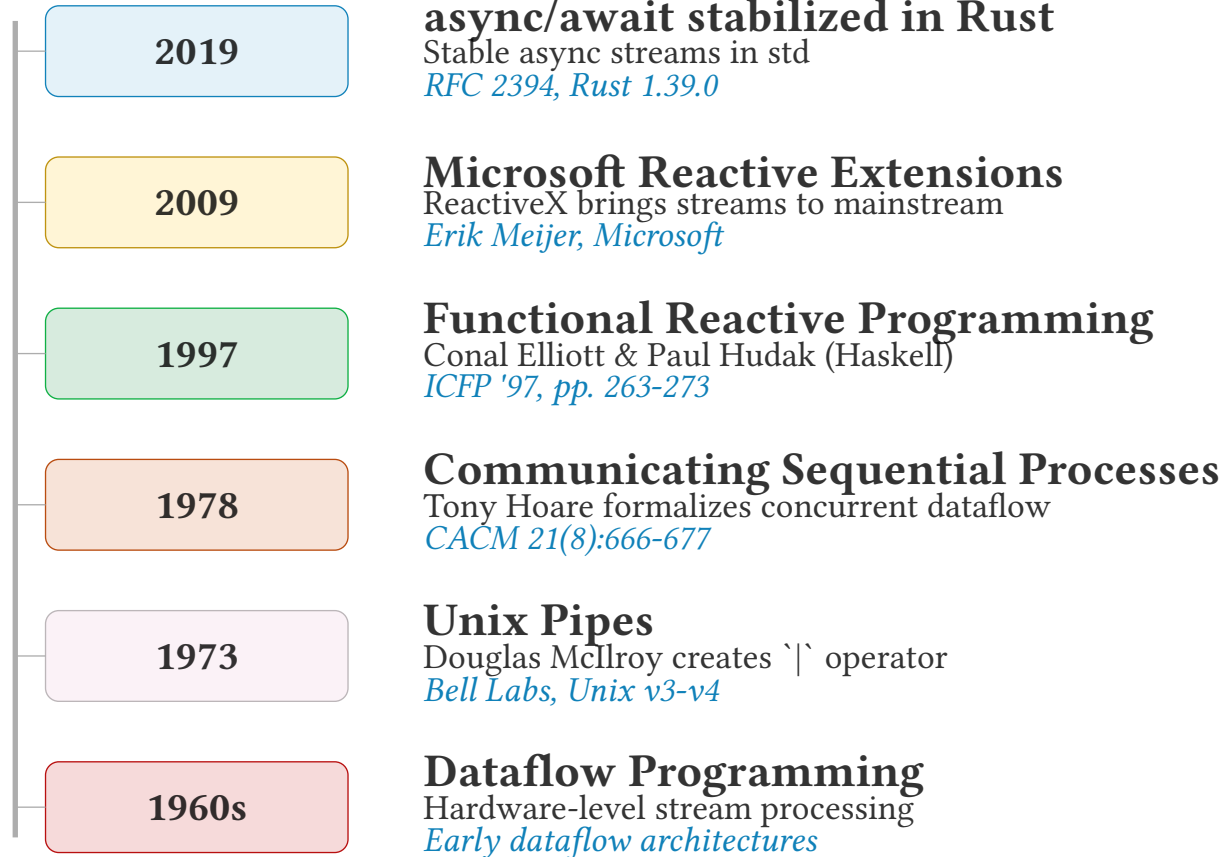 2019
async/await stabilized in Rust
Stable async streams in std
RFC 2394, Rust 1.39.0
2009
Microsoft Reactive Extensions
ReactiveX brings streams to mainstream
Erik Meijer, Microsoft
1997
Functional Reactive Programming
Conal Elliott & Paul Hudak (Haskell)
ICFP '97, pp. 263-273
1978
Communicating Sequential Processes
Tony Hoare formalizes concurrent dataflow
CACM 21(8):666-677
1973
Unix Pipes
Douglas McIlroy creates `|` operator
Bell Labs, Unix v3-v4
1960s
Dataflow Programming
Hardware-level stream processing
Early dataflow architectures